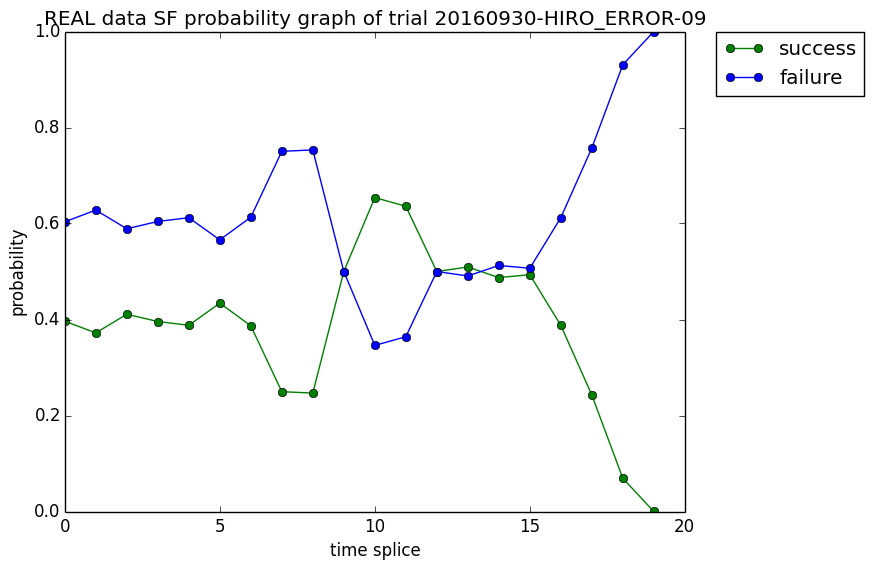 REAL data SF probability graph of trial 20160930-HIRO_ERROR-09
success
failure
1.0
0.8
0.6
0.4
0.2
0.0
probability
0 5 10 15 20
time splice